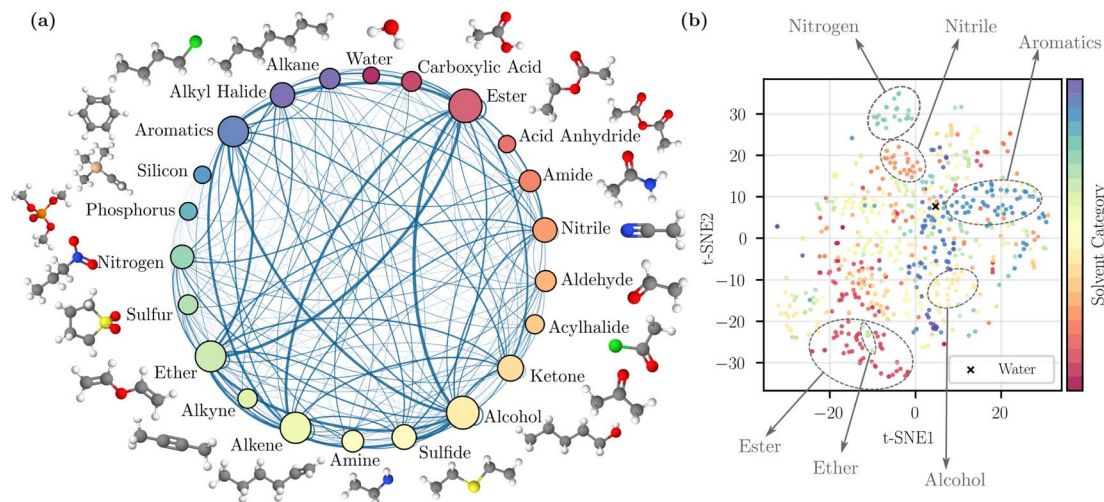 (a)
Water
Carboxylic Acid
Ester
Acid Anhydride
Amide
Nitrile
Aldehyde
Acylhalide
Ketone
Alcohol
Sulfide
Amine
Alkene
Alkyne
Ether
Sulfur
Nitrogen
Phosphorus
Silicon
Aromatics
Alkyl Halide
Alkane
(b)
Nitrogen
Nitrile
Aromatics
t-SNE2
30
20
10
0
−10
−20
−30
−20
0
20
t-SNE1
Water
Ester
Ether
Alcohol
Solvent Category